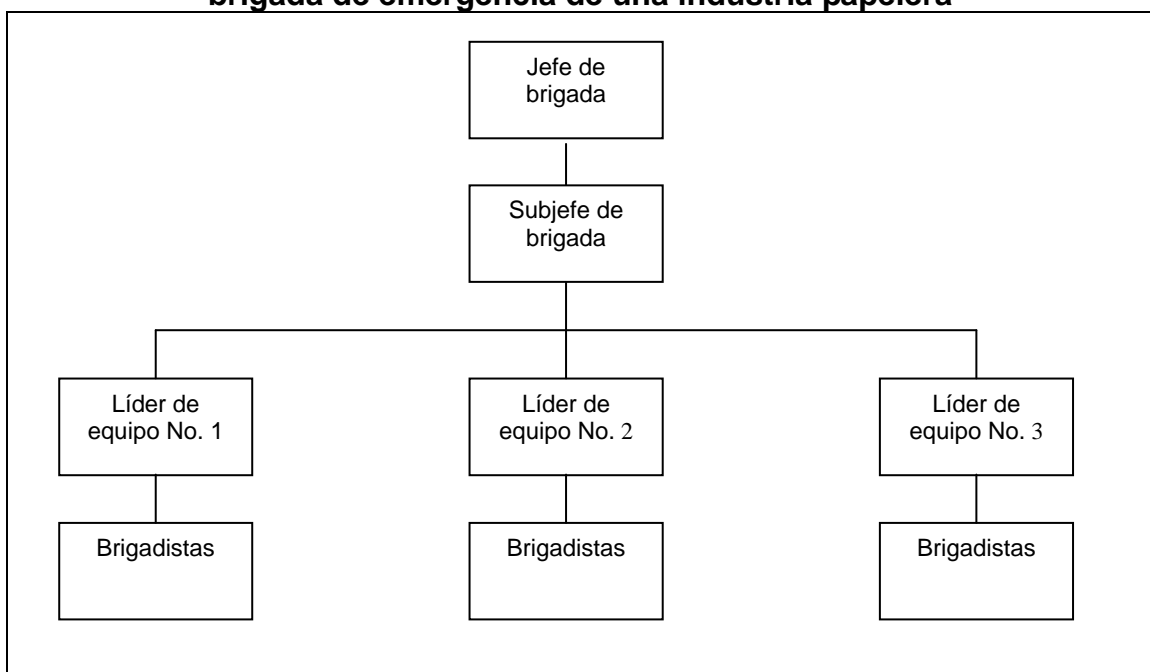 brigada de emergencia de una industria papelera
Jefe de
brigada
Subjefe de
brigada
Líder de
equipo No. 1
Líder de
equipo No. 2
Líder de
equipo No. 3
Brigadistas
Brigadistas
Brigadistas